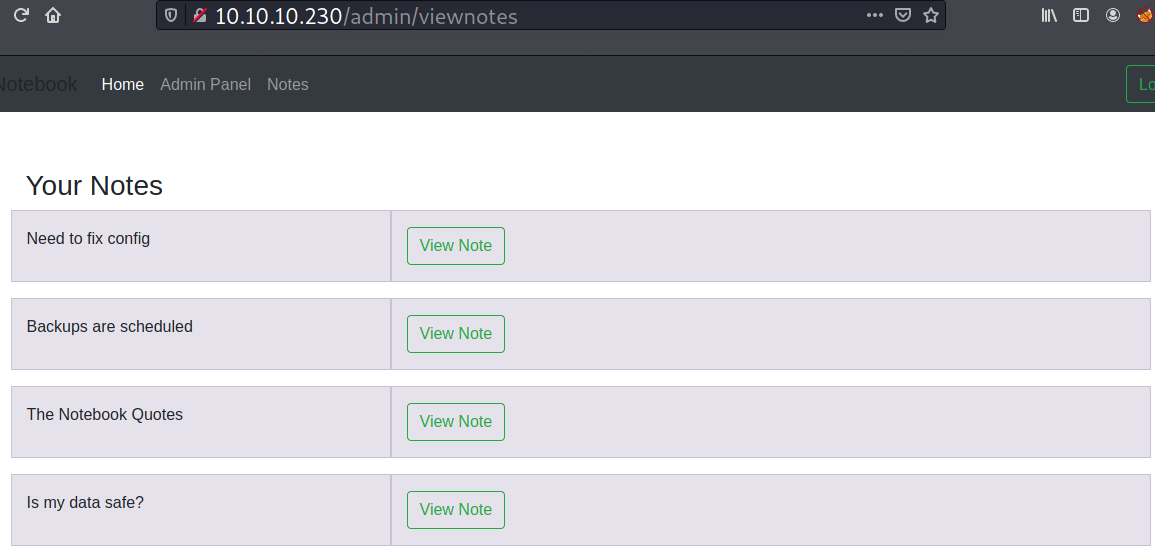 10.10.10.230/admin/viewnotes
Notebook Home Admin Panel Notes
Your Notes
Need to fix config View Note
Backups are scheduled View Note
The Notebook Quotes View Note
Is my data safe? View Note